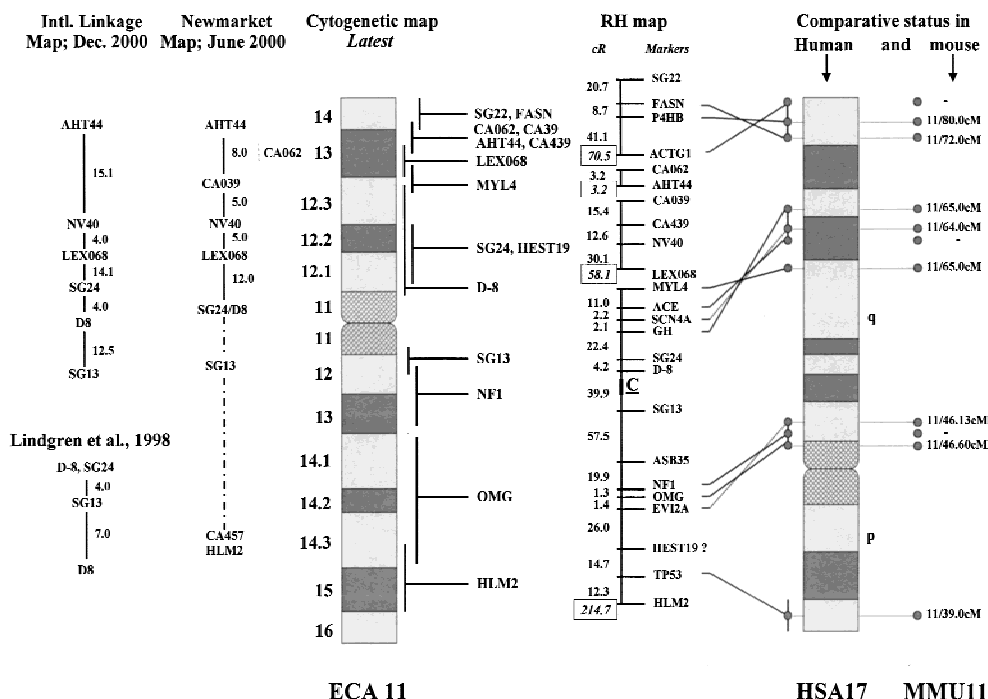 Intl. Linkage
Map; Dec. 2000
AHT44
15.1
NV40
4.0
LEX068
14.1
SG24
4.0
D8
12.5
SG13
Lindgren et al., 1998
D-8, SG24
4.0
SG13
7.0
D8
Newmarket
Map; June 2000
AHT44
8.0
CA062
CA039
5.0
NV40
5.0
LEX068
12.0
SG24/D8
SG13
CA457
HLM2
Cytogenetic map
Latest
14
13
12.3
12.2
12.1
11
11
12
13
14.1
14.2
14.3
15
16
SG22, FASN
CA062, CA39
AHT44, CA439
LEX068
MYL4
SG24, HEST19
D-8
SG13
NF1
OMG
HLM2
ECA 11
RH map
cR Markers
SG22
20.7
FASN
8.7
P4HB
41.1
ACTG1
70.5
CA062
3.2
AHT44
3.2
CA039
15.4
CA439
12.6
NV40
30.1
LEX068
58.1
MYL4
11.0
ACE
2.2
SCN4A
2.1
GH
22.4
SG24
4.2
D-8
39.9
C
SG13
57.5
ASB35
19.9
NF1
1.3
OMG
1.4
EVI2A
26.0
HEST19 ?
14.7
TP53
12.3
HLM2
214.7
Comparative status in
Human and mouse
-
11/80.0cM
11/72.0cM
11/65.0cM
11/64.0cM
-
11/65.0cM
q
11/46.13cM
-
11/46.60cM
p
11/39.0cM
HSA17 MMU11